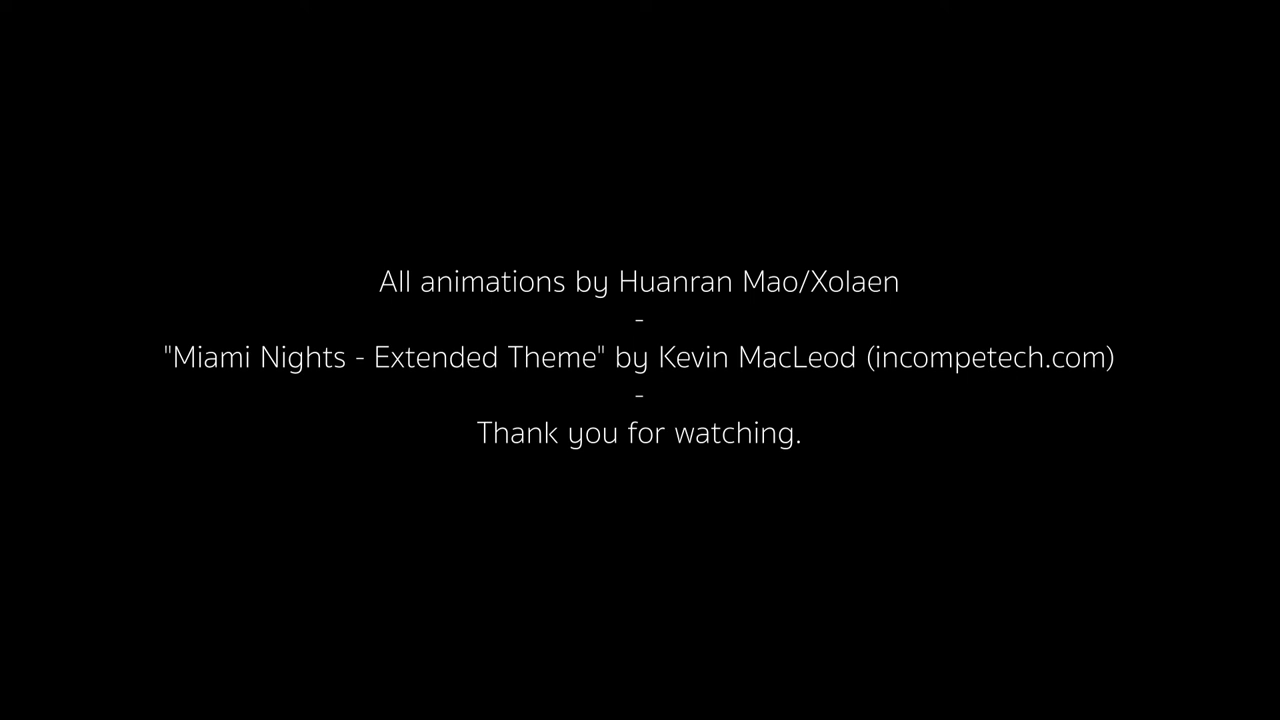 All animations by Huanran Mao/Xolaen
-
"Miami Nights - Extended Theme" by Kevin MacLeod (incompetech.com)
-
Thank you for watching.